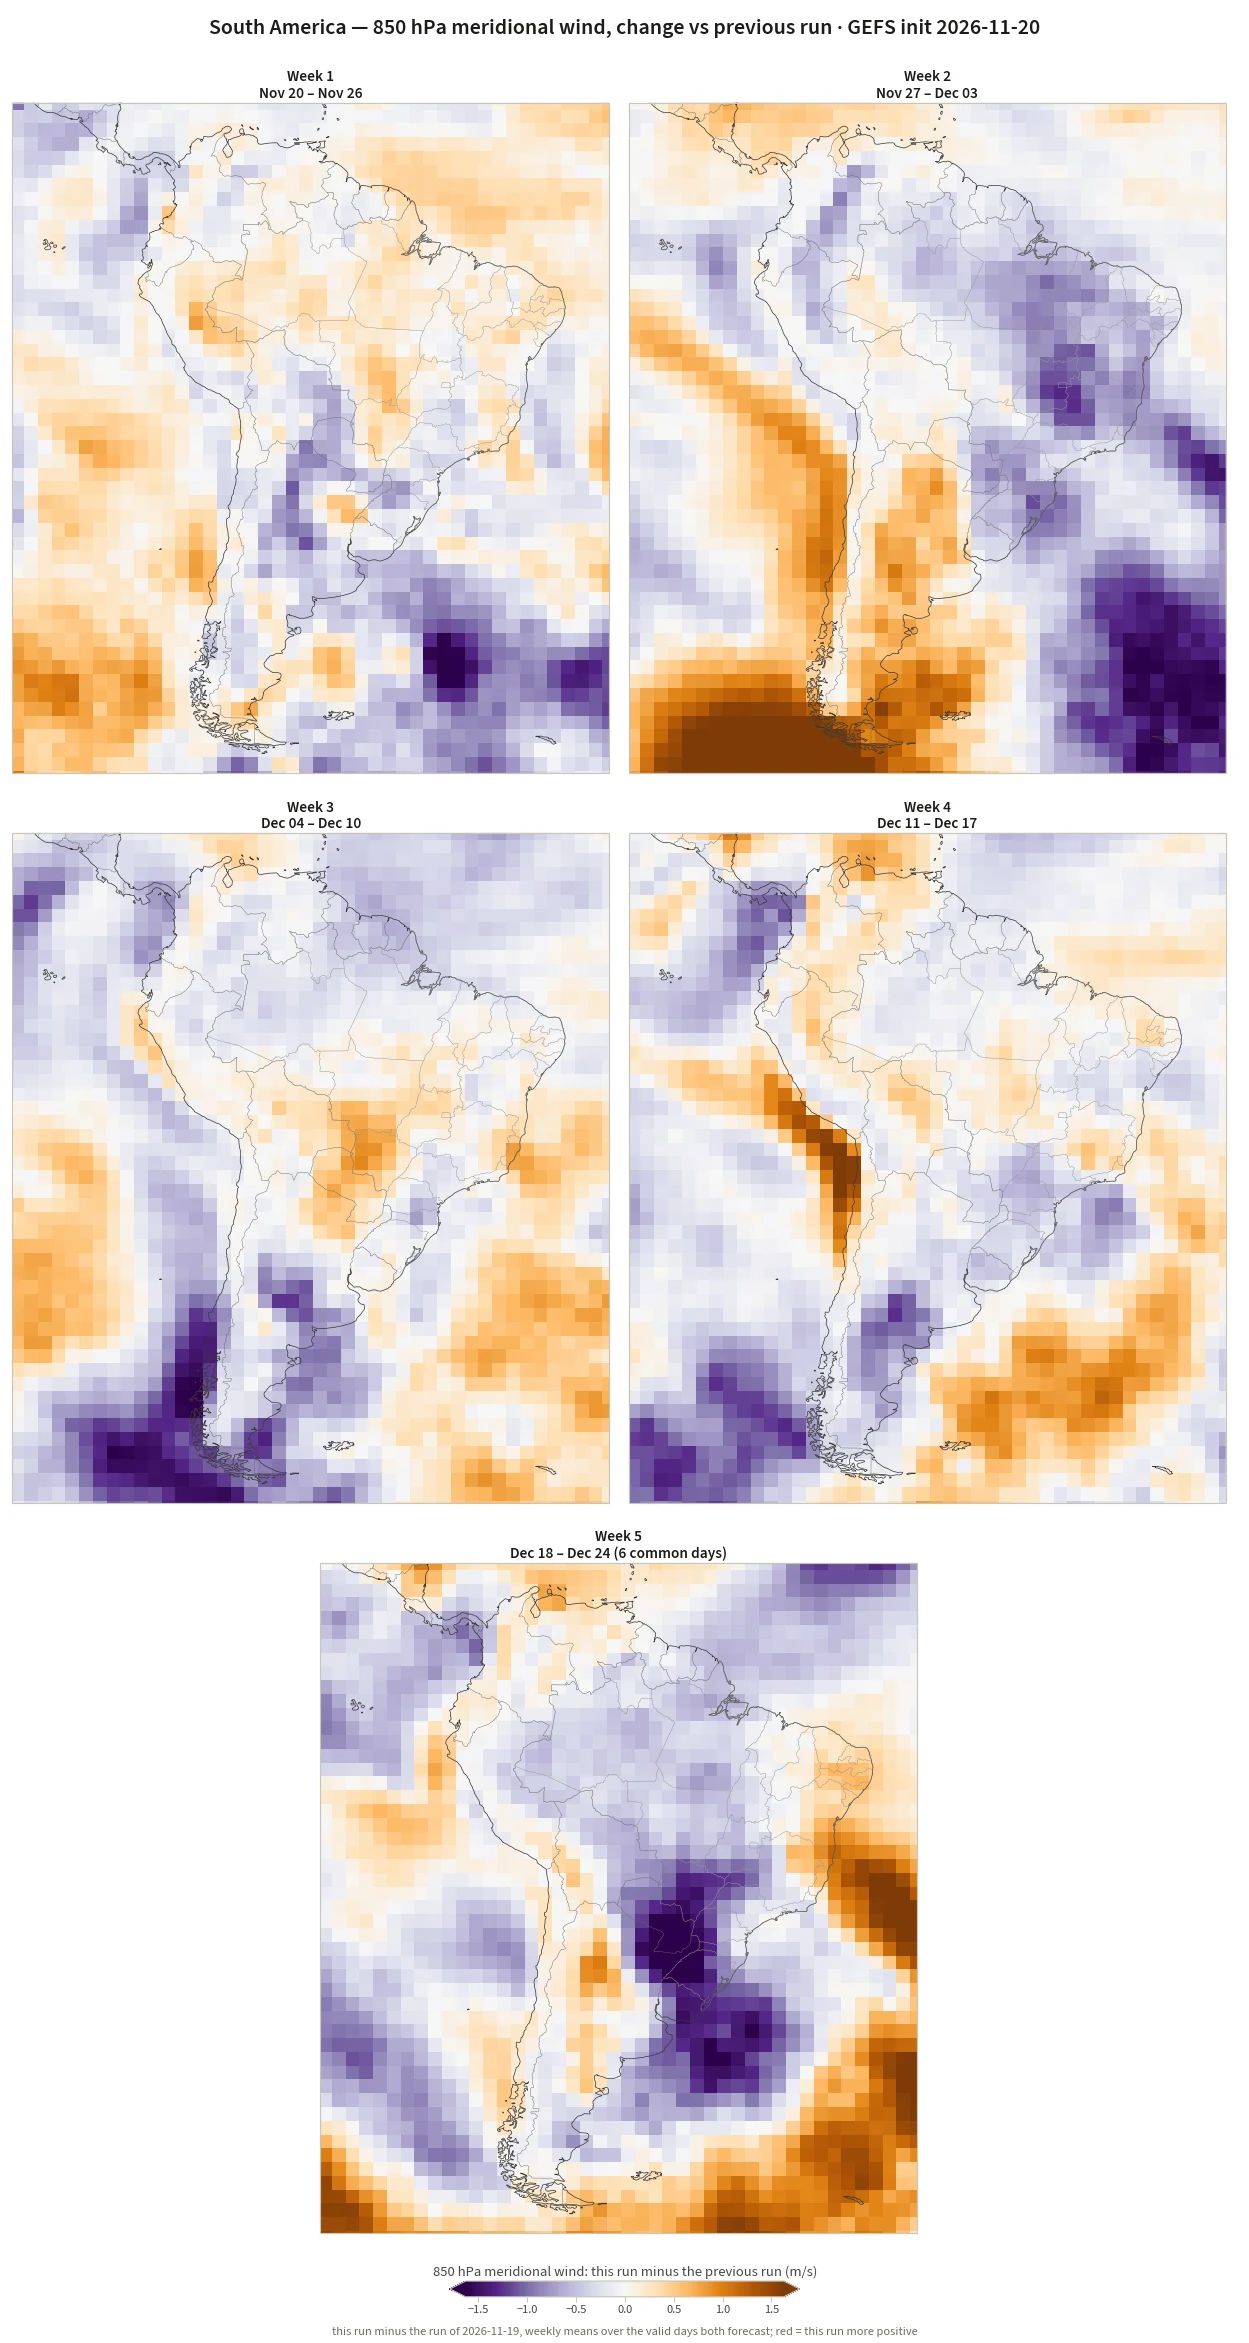 South America — 850 hPa meridional wind, change vs previous run · GEFS init 2026-11-20
Week 1
Nov 20 – Nov 26
Week 2
Nov 27 – Dec 03
Week 3
Dec 04 – Dec 10
Week 4
Dec 11 – Dec 17
Week 5
Dec 18 – Dec 24 (6 common days)
850 hPa meridional wind: this run minus the previous run (m/s)
−1.5 −1.0 −0.5 0.0 0.5 1.0 1.5
this run minus the run of 2026-11-19, weekly means over the valid days both forecast; red = this run more positive